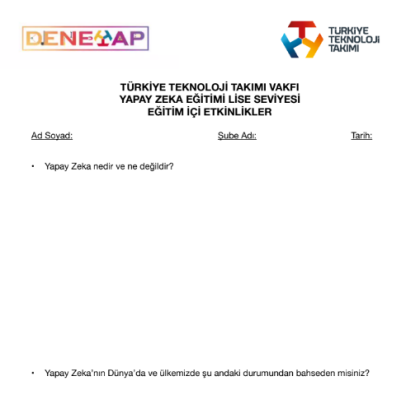 DENEYAP
TÜRKİYE
TEKNOLOJİ
TAKIMI
TÜRKİYE TEKNOLOJİ TAKIMI VAKFI
YAPAY ZEKA EĞİTİMİ LİSE SEVİYESİ
EĞİTİM İÇİ ETKİNLİKLER
Ad Soyad: Şube Adı: Tarih:
• Yapay Zeka nedir ve ne değildir?
• Yapay Zeka'nın Dünya'da ve ülkemizde şu andaki durumundan bahseden misiniz?